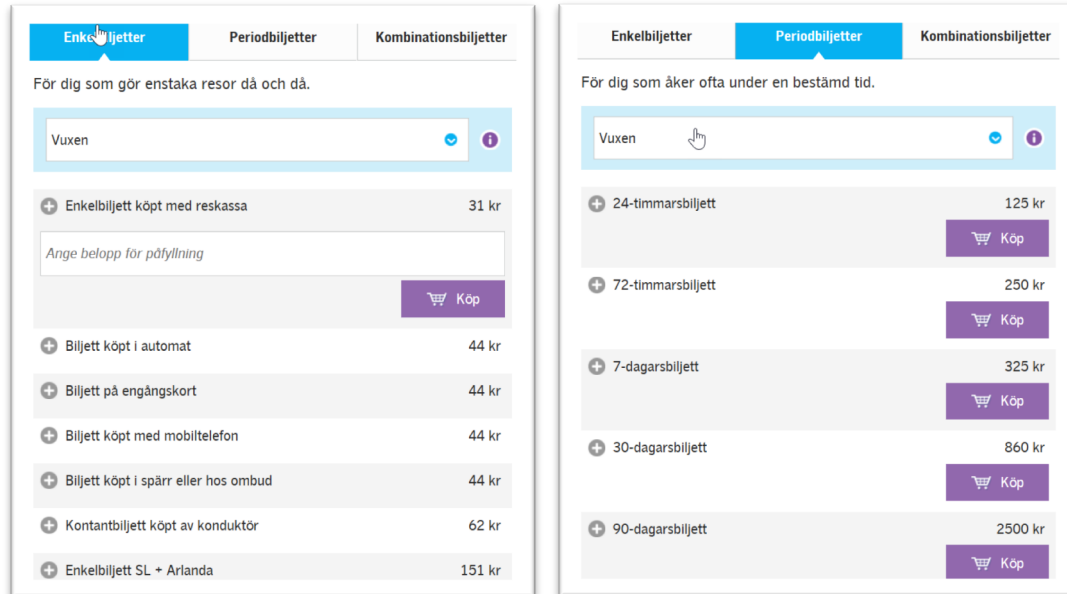 Enkelbiljetter Periodbiljetter Kombinationsbiljetter
För dig som gör enstaka resor då och då.
Vuxen
Enkelbiljett köpt med reskassa 31 kr
Ange belopp för påfyllning
Köp
Biljett köpt i automat 44 kr
Biljett på engångskort 44 kr
Biljett köpt med mobiltelefon 44 kr
Biljett köpt i spärr eller hos ombud 44 kr
Kontantbiljett köpt av konduktör 62 kr
Enkelbiljett SL + Arlanda 151 kr
Enkelbiljetter Periodbiljetter Kombinationsbiljetter
För dig som åker ofta under en bestämd tid.
Vuxen
24-timmarsbiljett 125 kr
Köp
72-timmarsbiljett 250 kr
Köp
7-dagarsbiljett 325 kr
Köp
30-dagarsbiljett 860 kr
Köp
90-dagarsbiljett 2500 kr
Köp